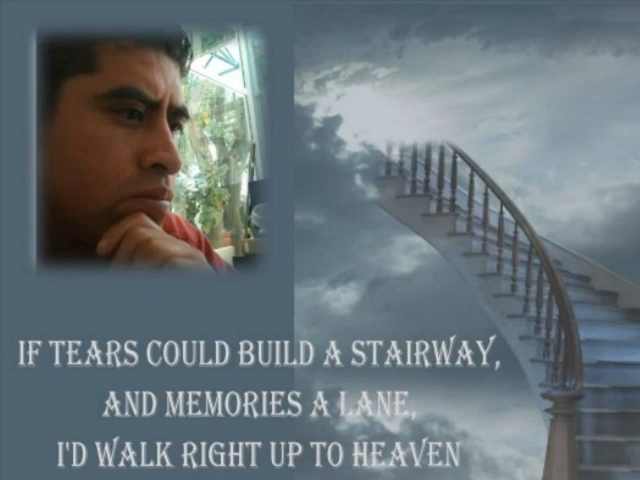 IF TEARS COULD BUILD A STAIRWAY,
AND MEMORIES A LANE,
I'D WALK RIGHT UP TO HEAVEN